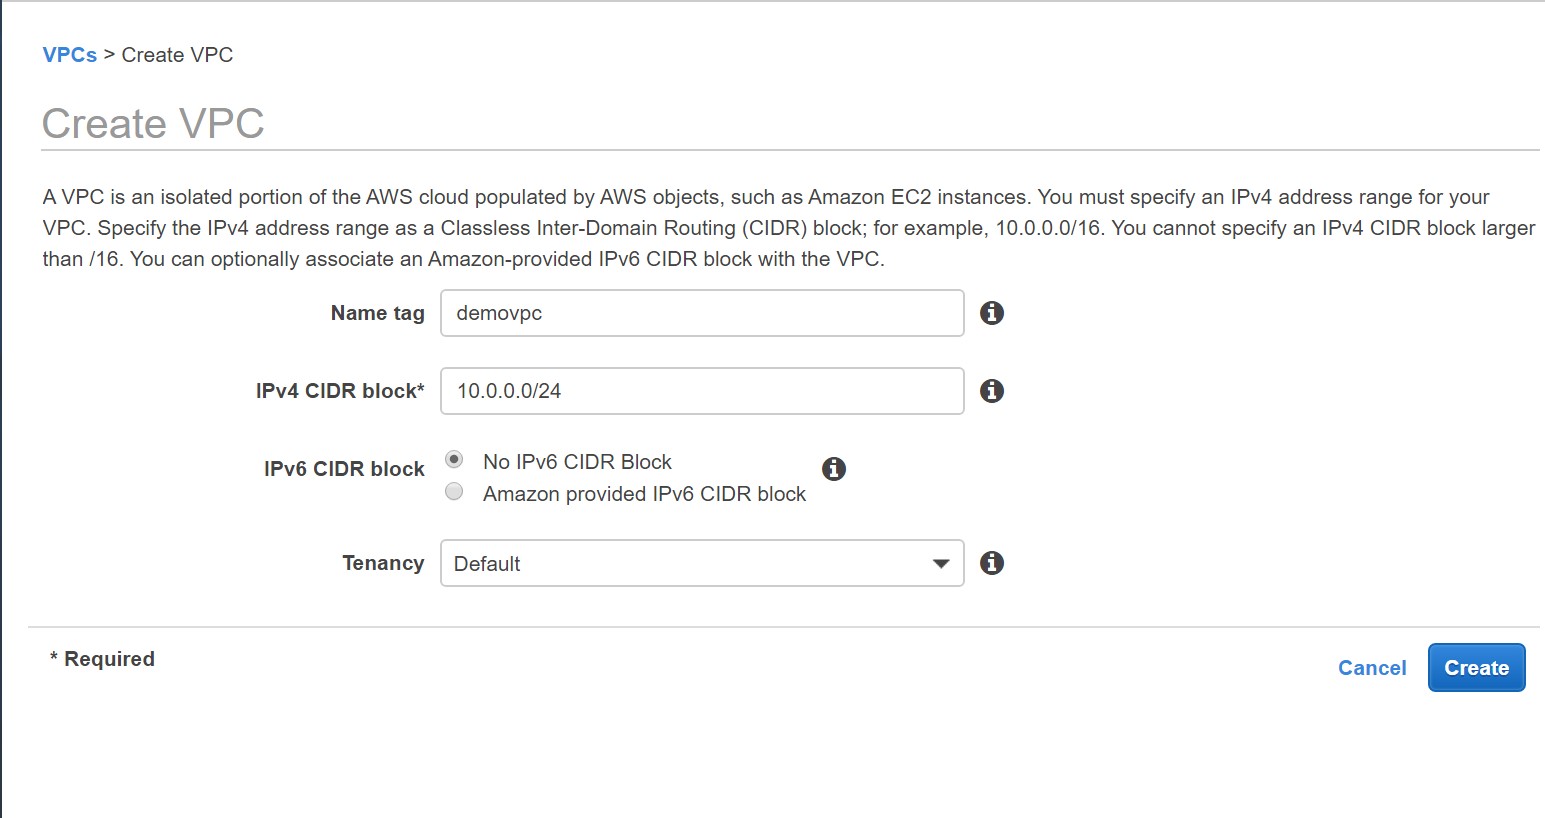 VPCs > Create VPC
Create VPC
A VPC is an isolated portion of the AWS cloud populated by AWS objects, such as Amazon EC2 instances. You must specify an IPv4 address range for your
VPC. Specify the IPv4 address range as a Classless Inter-Domain Routing (CIDR) block; for example, 10.0.0.0/16. You cannot specify an IPv4 CIDR block larger
than /16. You can optionally associate an Amazon-provided IPv6 CIDR block with the VPC.
Name tag demovpc
IPv4 CIDR block* 10.0.0.0/24
IPv6 CIDR block No IPv6 CIDR Block
Amazon provided IPv6 CIDR block
Tenancy Default
* Required
Cancel Create